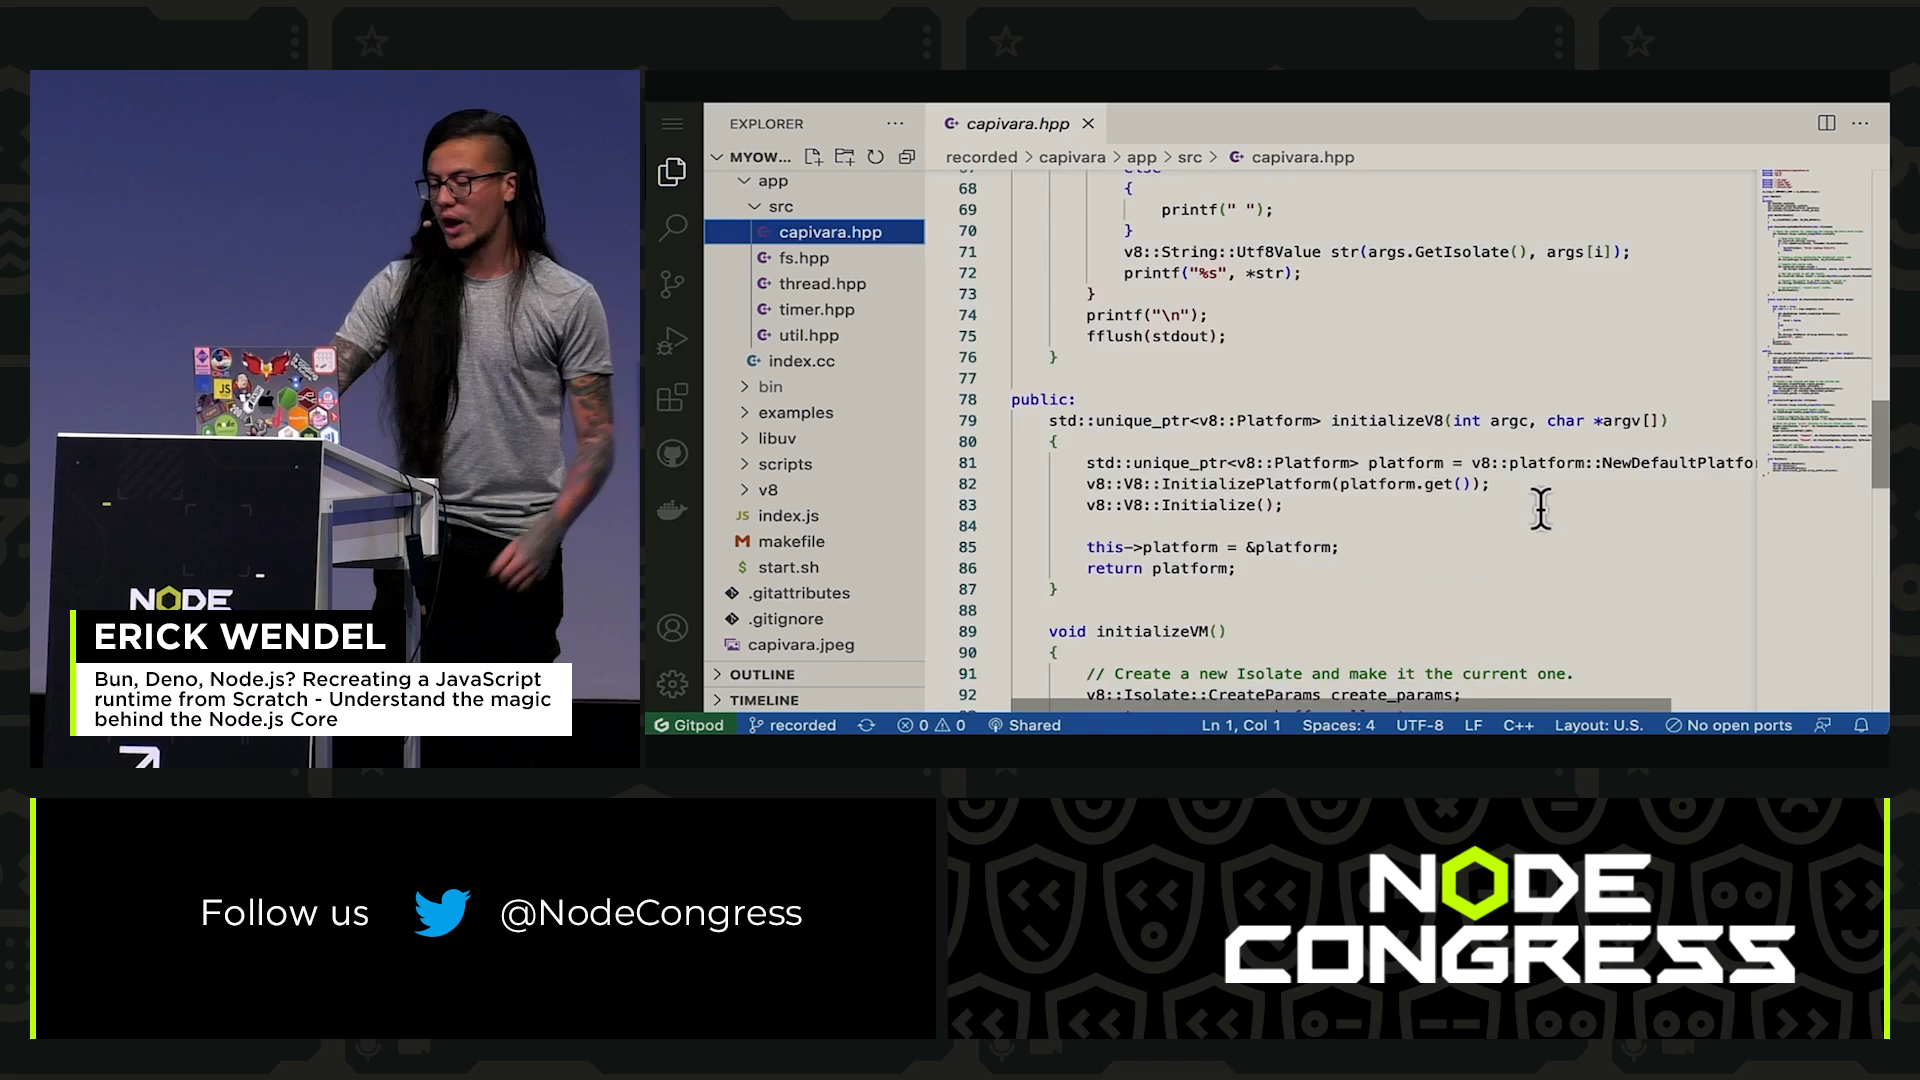 NODE
ERICK WENDEL
Bun, Deno, Node.js? Recreating a JavaScript
runtime from Scratch - Understand the magic
behind the Node.js Core
JS
EXPLORER
MYOW...
app
src
capivara.hpp
fs.hpp
thread.hpp
timer.hpp
util.hpp
index.cc
bin
examples
libuv
scripts
v8
JS index.js
makefile
$ start.sh
.gitattributes
.gitignore
capivara.jpeg
OUTLINE
TIMELINE
capivara.hpp
recorded > capivara > app > src > capivara.hpp
else
68 {
69 printf(" ");
70 }
71 v8::String::Utf8Value str(args.GetIsolate(), args[i]);
72 printf("%s", *str);
73 }
74 printf("\n");
75 fflush(stdout);
76 }
77
78 public:
79 std::unique_ptr<v8::Platform> initializeV8(int argc, char *argv[])
80 {
81 std::unique_ptr<v8::Platform> platform = v8::platform::NewDefaultPlatfo
82 v8::V8::InitializePlatform(platform.get());
83 v8::V8::Initialize();
84
85 this->platform = &platform;
86 return platform;
87 }
88
89 void initializeVM()
90 {
91 // Create a new Isolate and make it the current one.
92 v8::Isolate::CreateParams create_params;
Gitpod recorded 0 0 Shared Ln 1, Col 1 Spaces: 4 UTF-8 LF C++ Layout: U.S. No open ports
Follow us @NodeCongress
NODE
CONGRESS